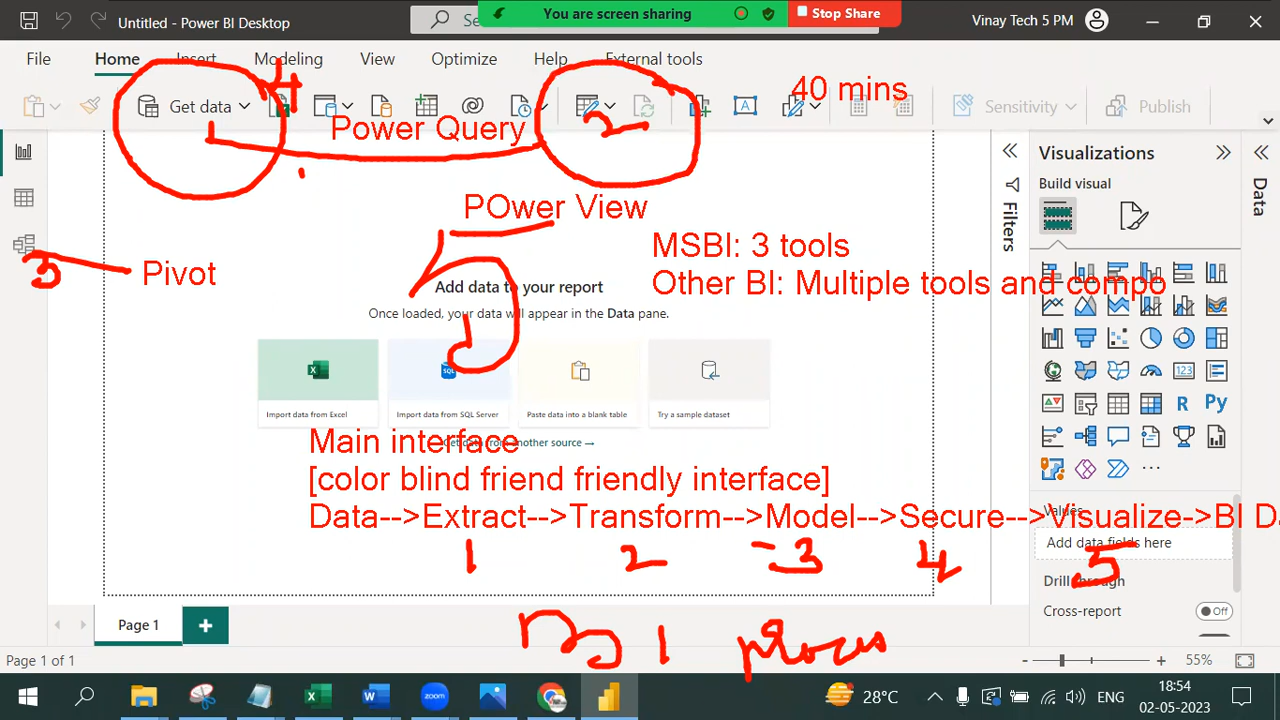 Untitled - Power BI Desktop
You are screen sharing
Stop Share
Vinay Tech 5 PM
File
Home
Insert
Modeling
View
Optimize
Help
External tools
Get data
4
1
Power Query
2
40 mins
Sensitivity
Publish
Visualizations
Build visual
Filters
Data
POwer View
MSBI: 3 tools
Other BI: Multiple tools and compo
3
Pivot
5
Add data to your report
Once loaded, your data will appear in the Data pane.
Import data from Excel
Import data from SQL Server
Paste data into a blank table
Try a sample dataset
Get data from another source →
Main interface
[color blind friend friendly interface]
Data-->Extract-->Transform-->Model-->Secure-->Visualize->BI D
1 2 3 4 5
Values
Add data fields here
Drill through
Cross-report
Off
BI process
Page 1
Page 1 of 1
55%
28°C
ENG
18:54
02-05-2023